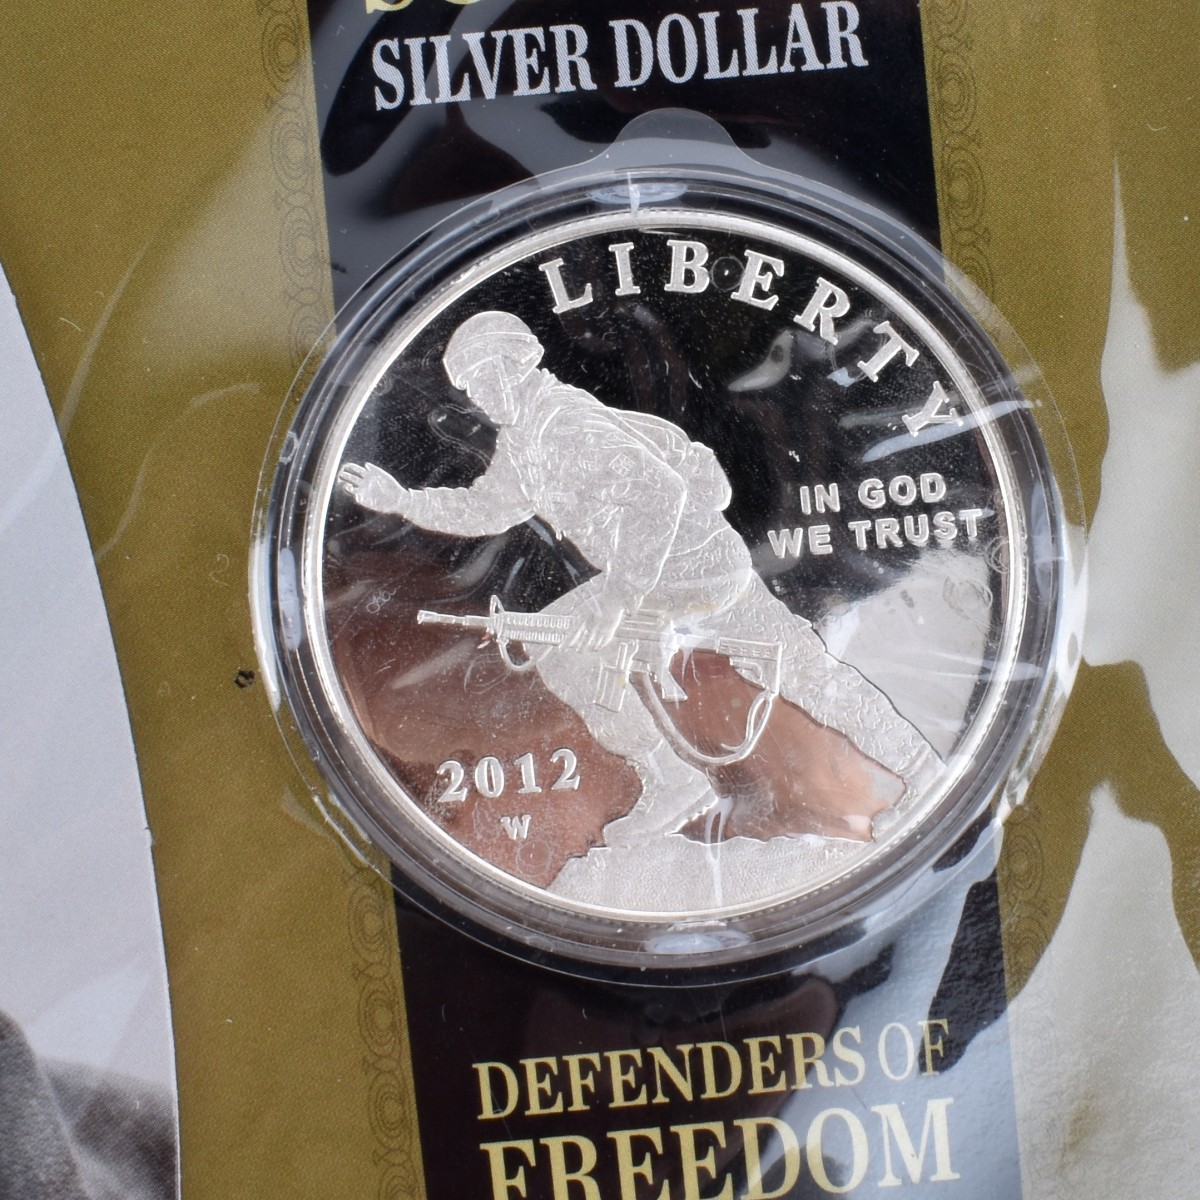 SILVER DOLLAR
LIBERTY
IN GOD
WE TRUST
2012
W
DEFENDERS OF
FREEDOM